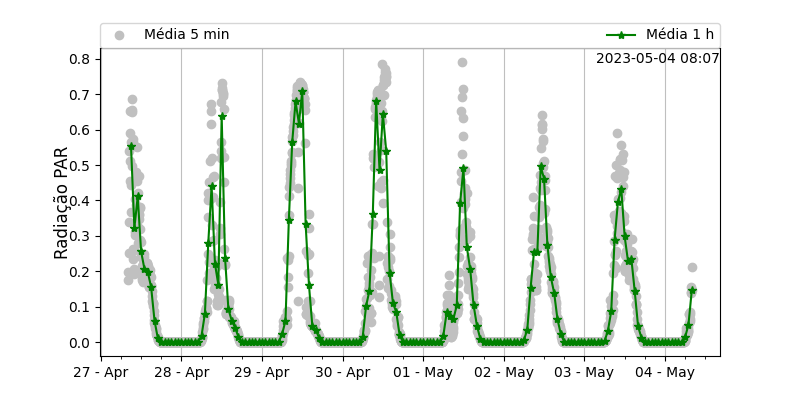 Média 5 min
Média 1 h
2023-05-04 08:07
Radiação PAR
0.8
0.7
0.6
0.5
0.4
0.3
0.2
0.1
0.0
27 - Apr
28 - Apr
29 - Apr
30 - Apr
01 - May
02 - May
03 - May
04 - May